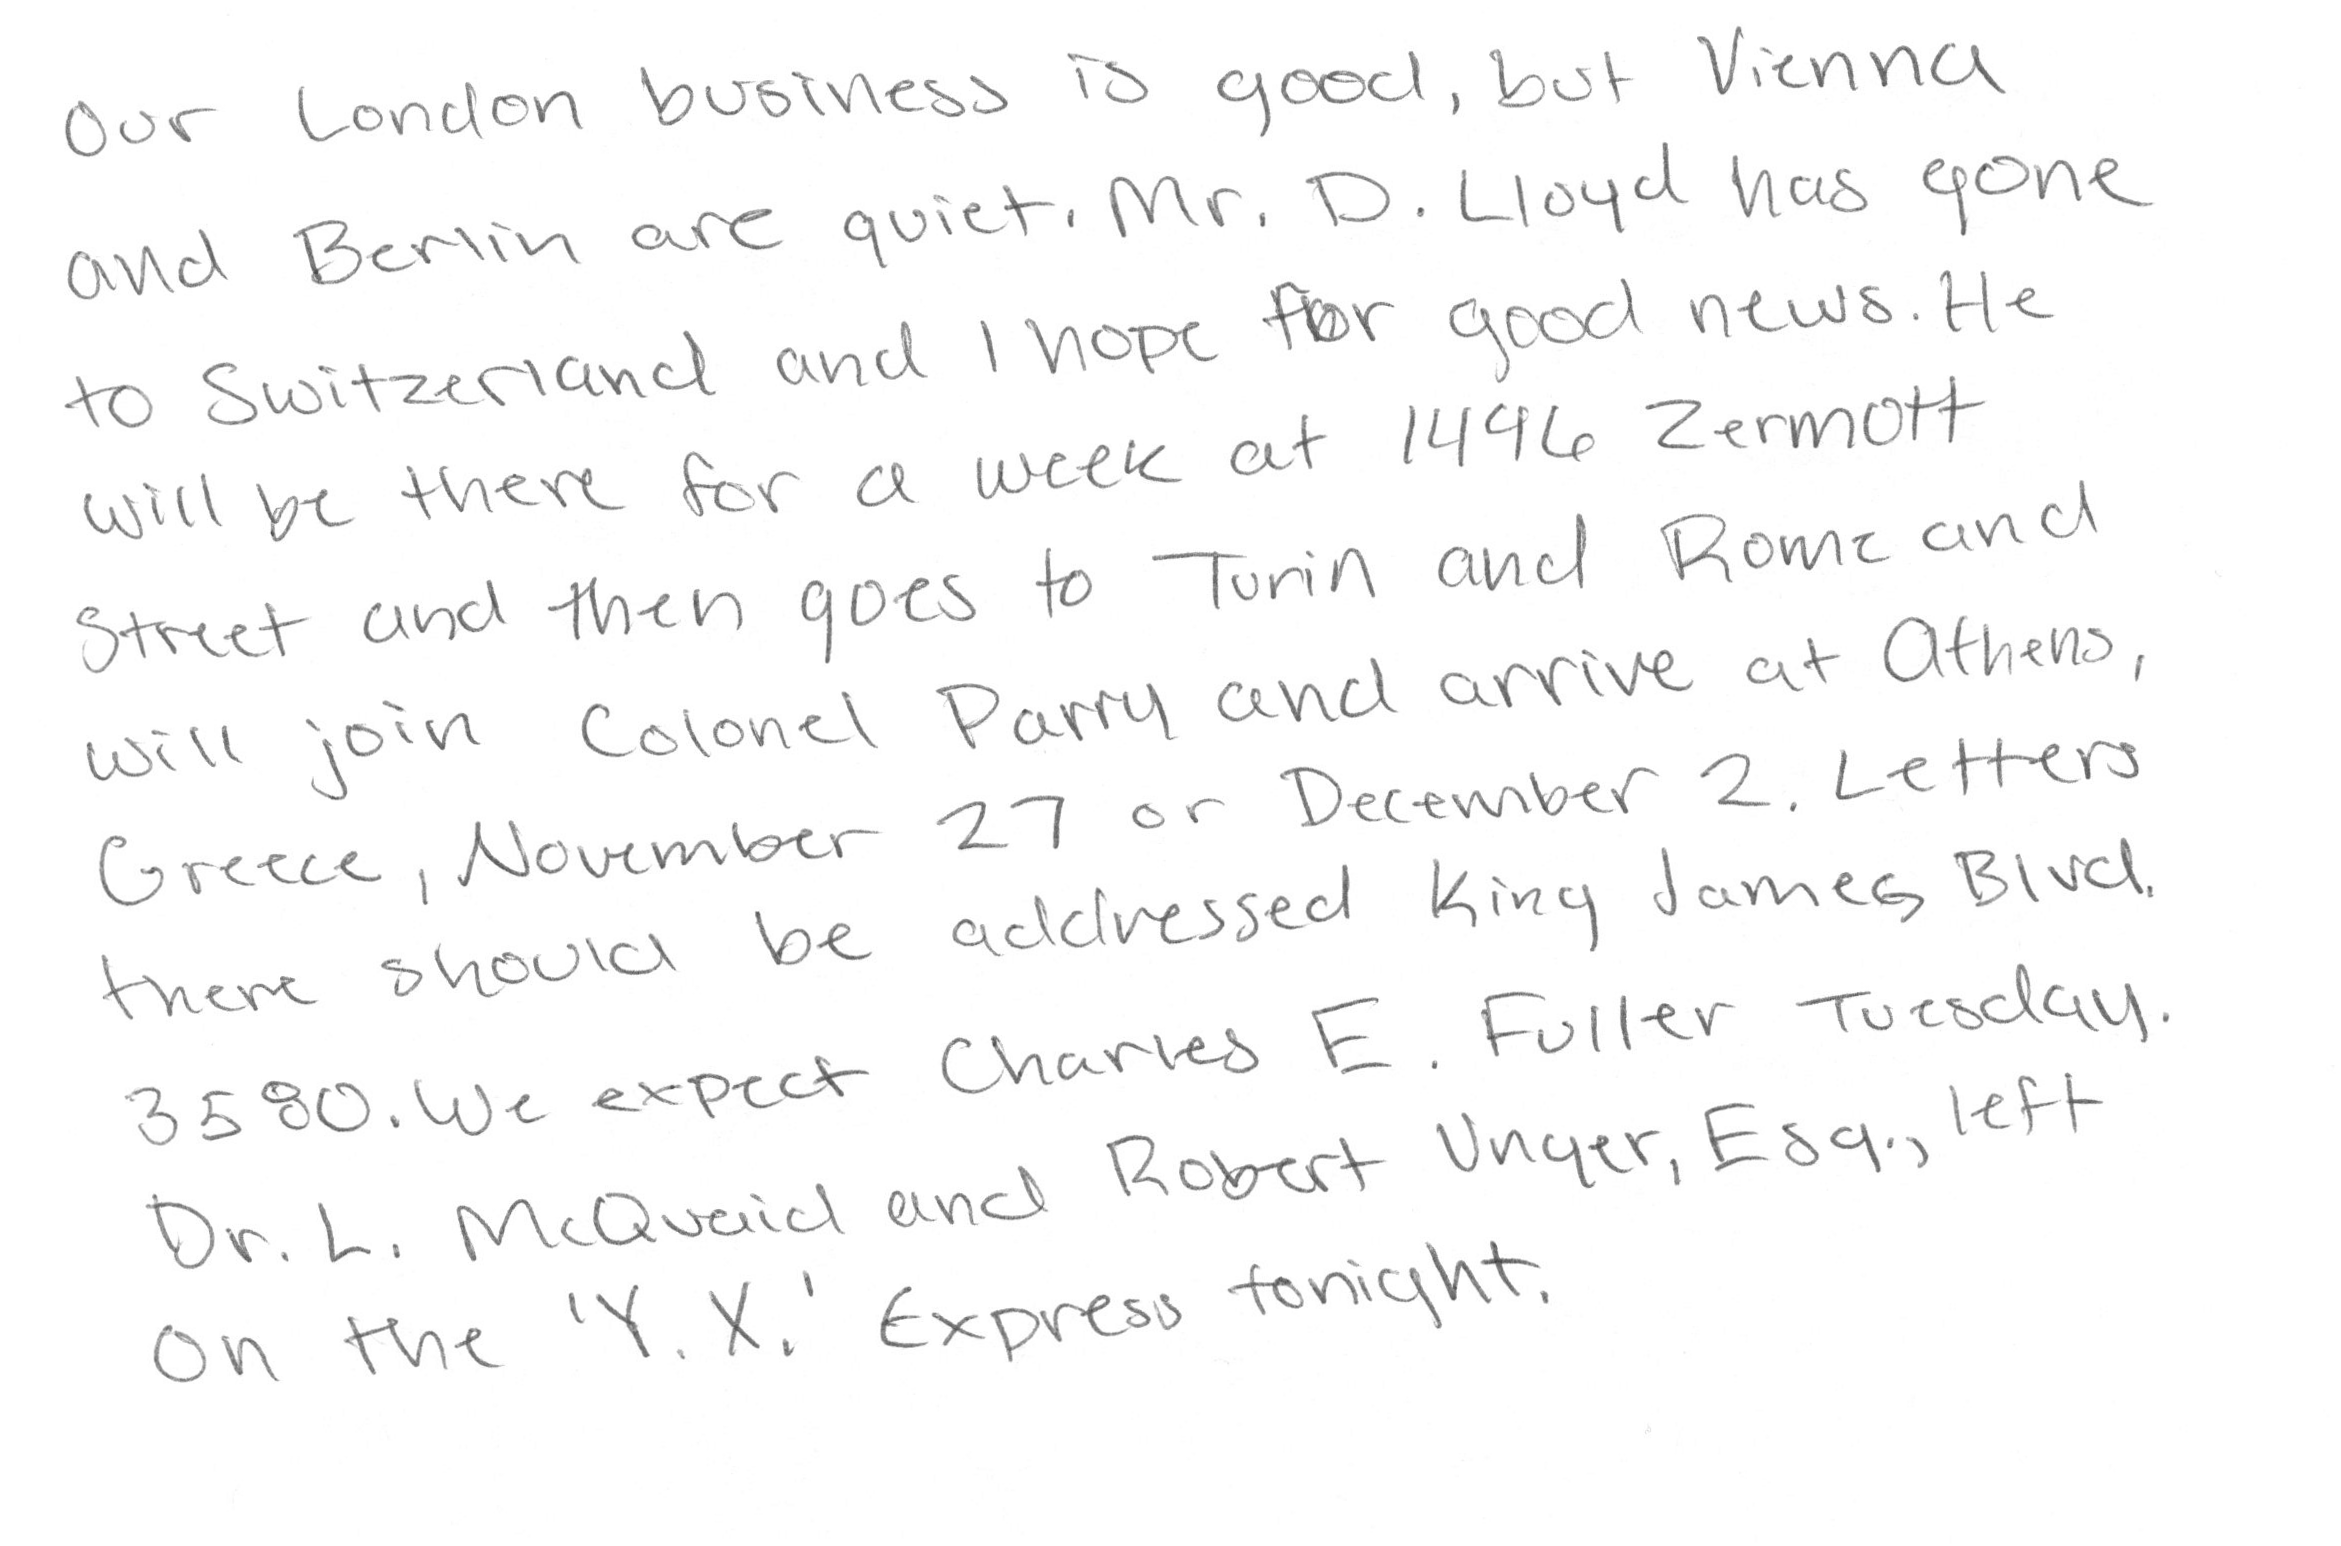 Our London business is good, but Vienna
and Berlin are quiet. Mr. D. Lloyd has gone
to Switzerland and I hope for good news. He
will be there for a week at 1496 Zermott
Street and then goes to Turin and Rome and
will join Colonel Parry and arrive at Athens,
Greece, November 27 or December 2. Letters
there should be addressed King James Blvd.
3580. We expect Charles E. Fuller Tuesday.
Dr. L. McQuaid and Robert Unger, Esq., left
on the 'Y. X.' Express tonight.